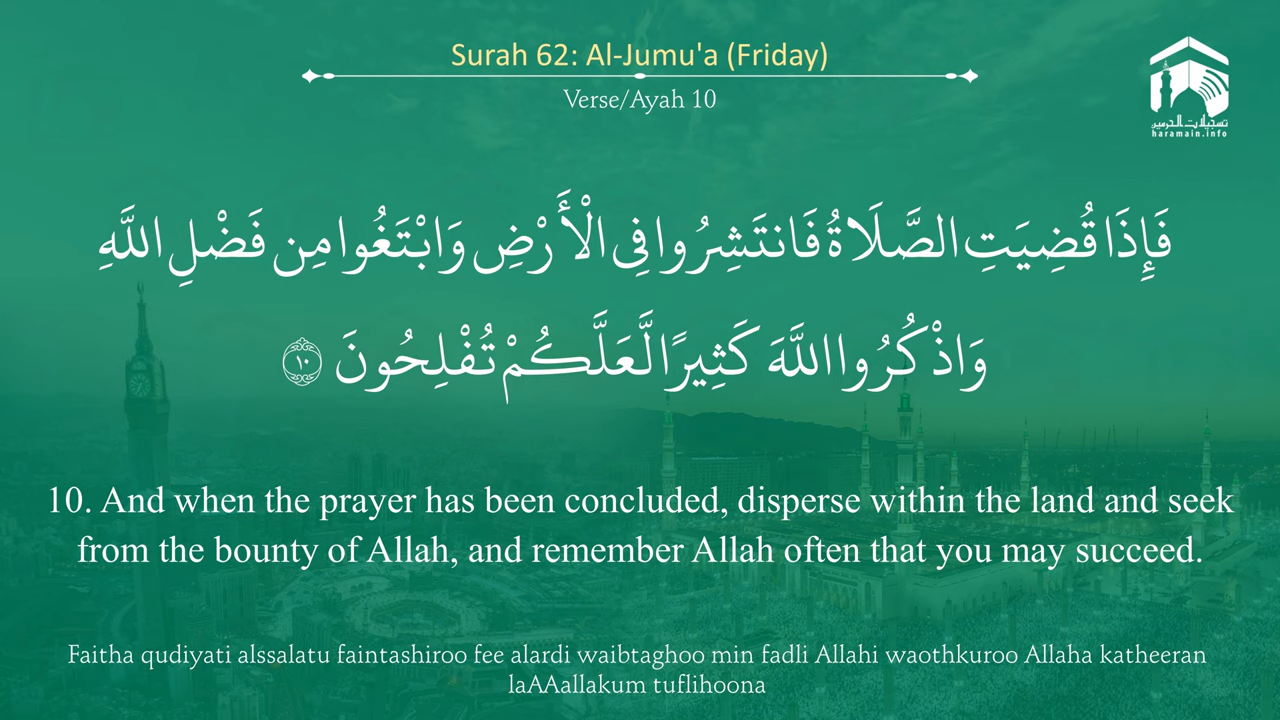 Surah 62: Al-Jumu'a (Friday)
Verse/Ayah 10
تسجيلات الحرمين
haramain.info
فَإِذَا قُضِيَتِ الصَّلَاةُ فَانتَشِرُوا فِي الْأَرْضِ وَابْتَغُوا مِن فَضْلِ اللَّهِ
وَاذْكُرُوا اللَّهَ كَثِيرًا لَّعَلَّكُمْ تُفْلِحُونَ ١٠
10. And when the prayer has been concluded, disperse within the land and seek
from the bounty of Allah, and remember Allah often that you may succeed.
Faitha qudiyati alssalatu faintashiroo fee alardi waibtaghoo min fadli Allahi waothkuroo Allaha katheeran
laAAallakum tuflihoona